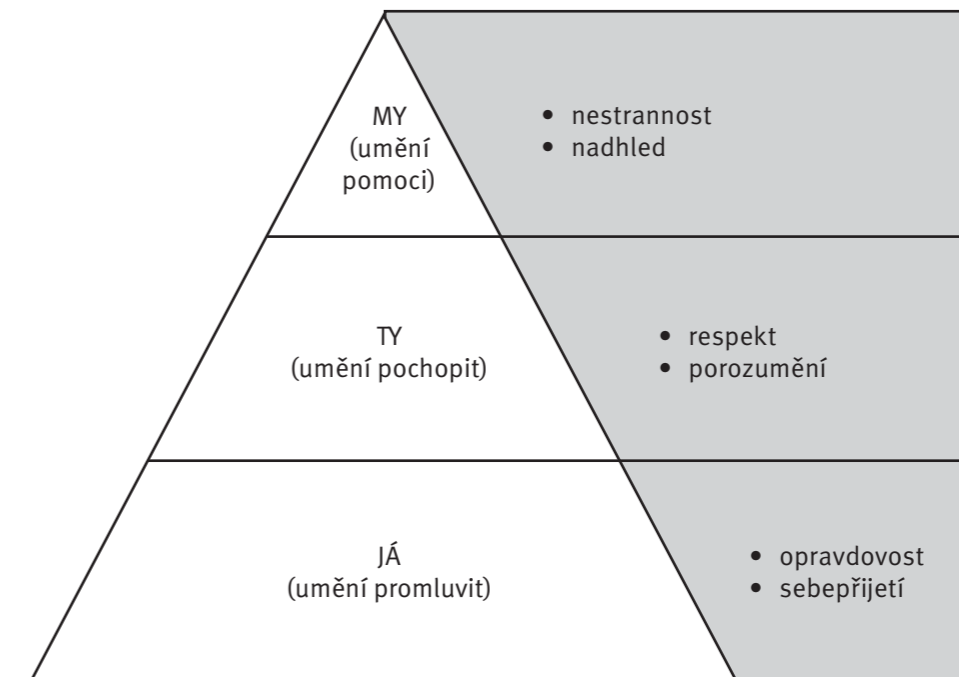 MY
(umění
pomoci)
• nestrannost
• nadhled
TY
(umění pochopit)
• respekt
• porozumění
JÁ
(umění promluvit)
• opravdovost
• sebepřijetí